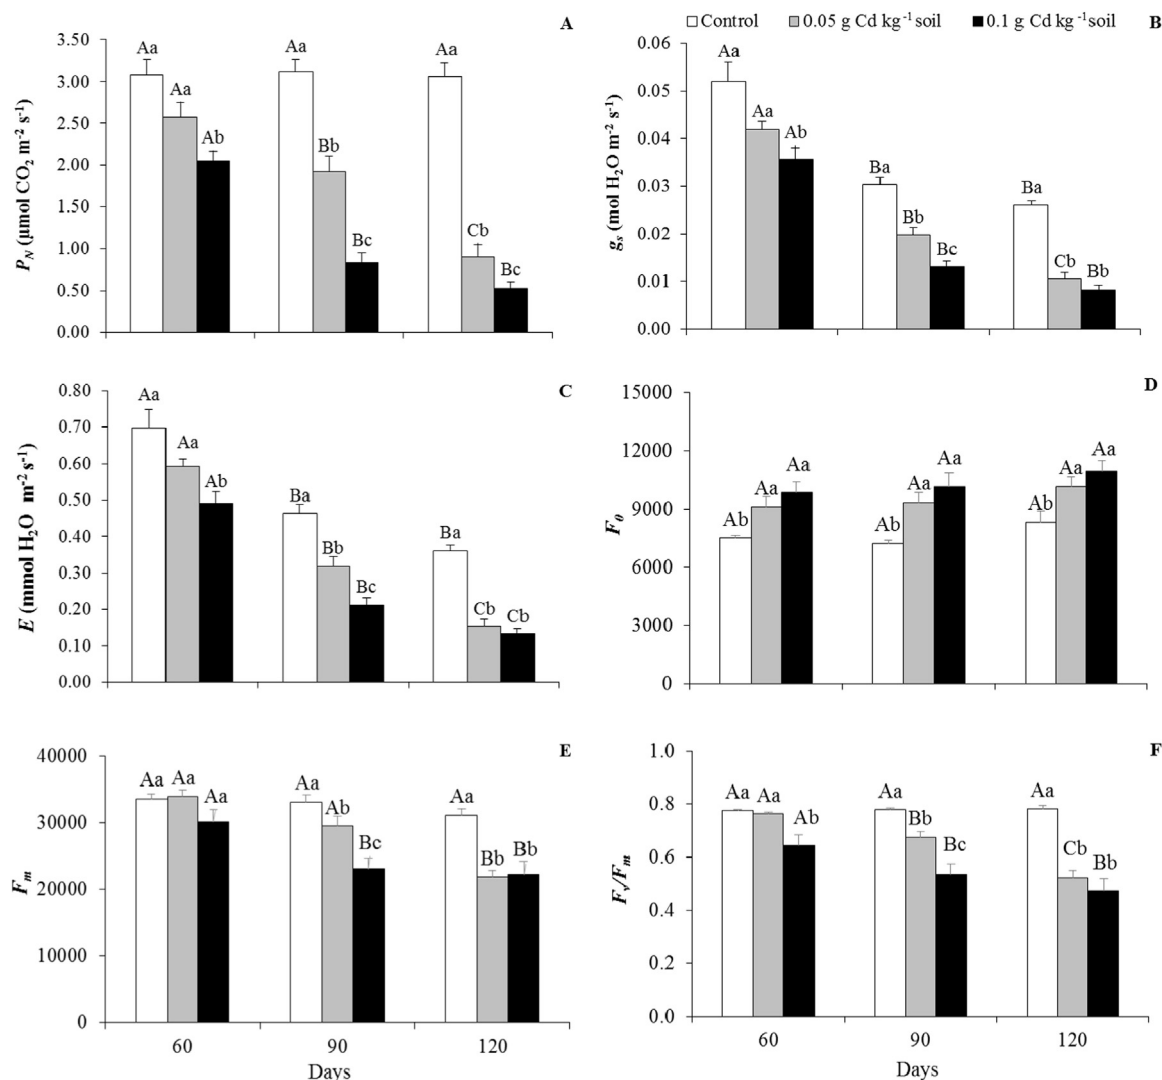 A
Control 0.05 g Cd kg⁻¹ soil 0.1 g Cd kg⁻¹ soil B
P_N (µmol CO₂ m⁻² s⁻¹)
3.50
3.00
2.50
2.00
1.50
1.00
0.50
0.00
Aa Aa Ab
Aa Bb Bc
Aa Cb Bc
g_s (mol H₂O m⁻² s⁻¹)
0.06
0.05
0.04
0.03
0.02
0.01
0.00
Aa Aa Ab
Ba Bb Bc
Ba Cb Bb
C
E (mmol H₂O m⁻² s⁻¹)
0.80
0.70
0.60
0.50
0.40
0.30
0.20
0.10
0.00
Aa Aa Ab
Ba Bb Bc
Ba Cb Cb
D
F₀
15000
12000
9000
6000
3000
0
Ab Aa Aa
Ab Aa Aa
Ab Aa Aa
E
F_m
40000
30000
20000
10000
0
Aa Aa Aa
Aa Ab Bc
Aa Bb Bb
60 90 120
Days
F
F_v/F_m
1.0
0.8
0.6
0.4
0.2
0.0
Aa Aa Ab
Aa Bb Bc
Aa Cb Bb
60 90 120
Days